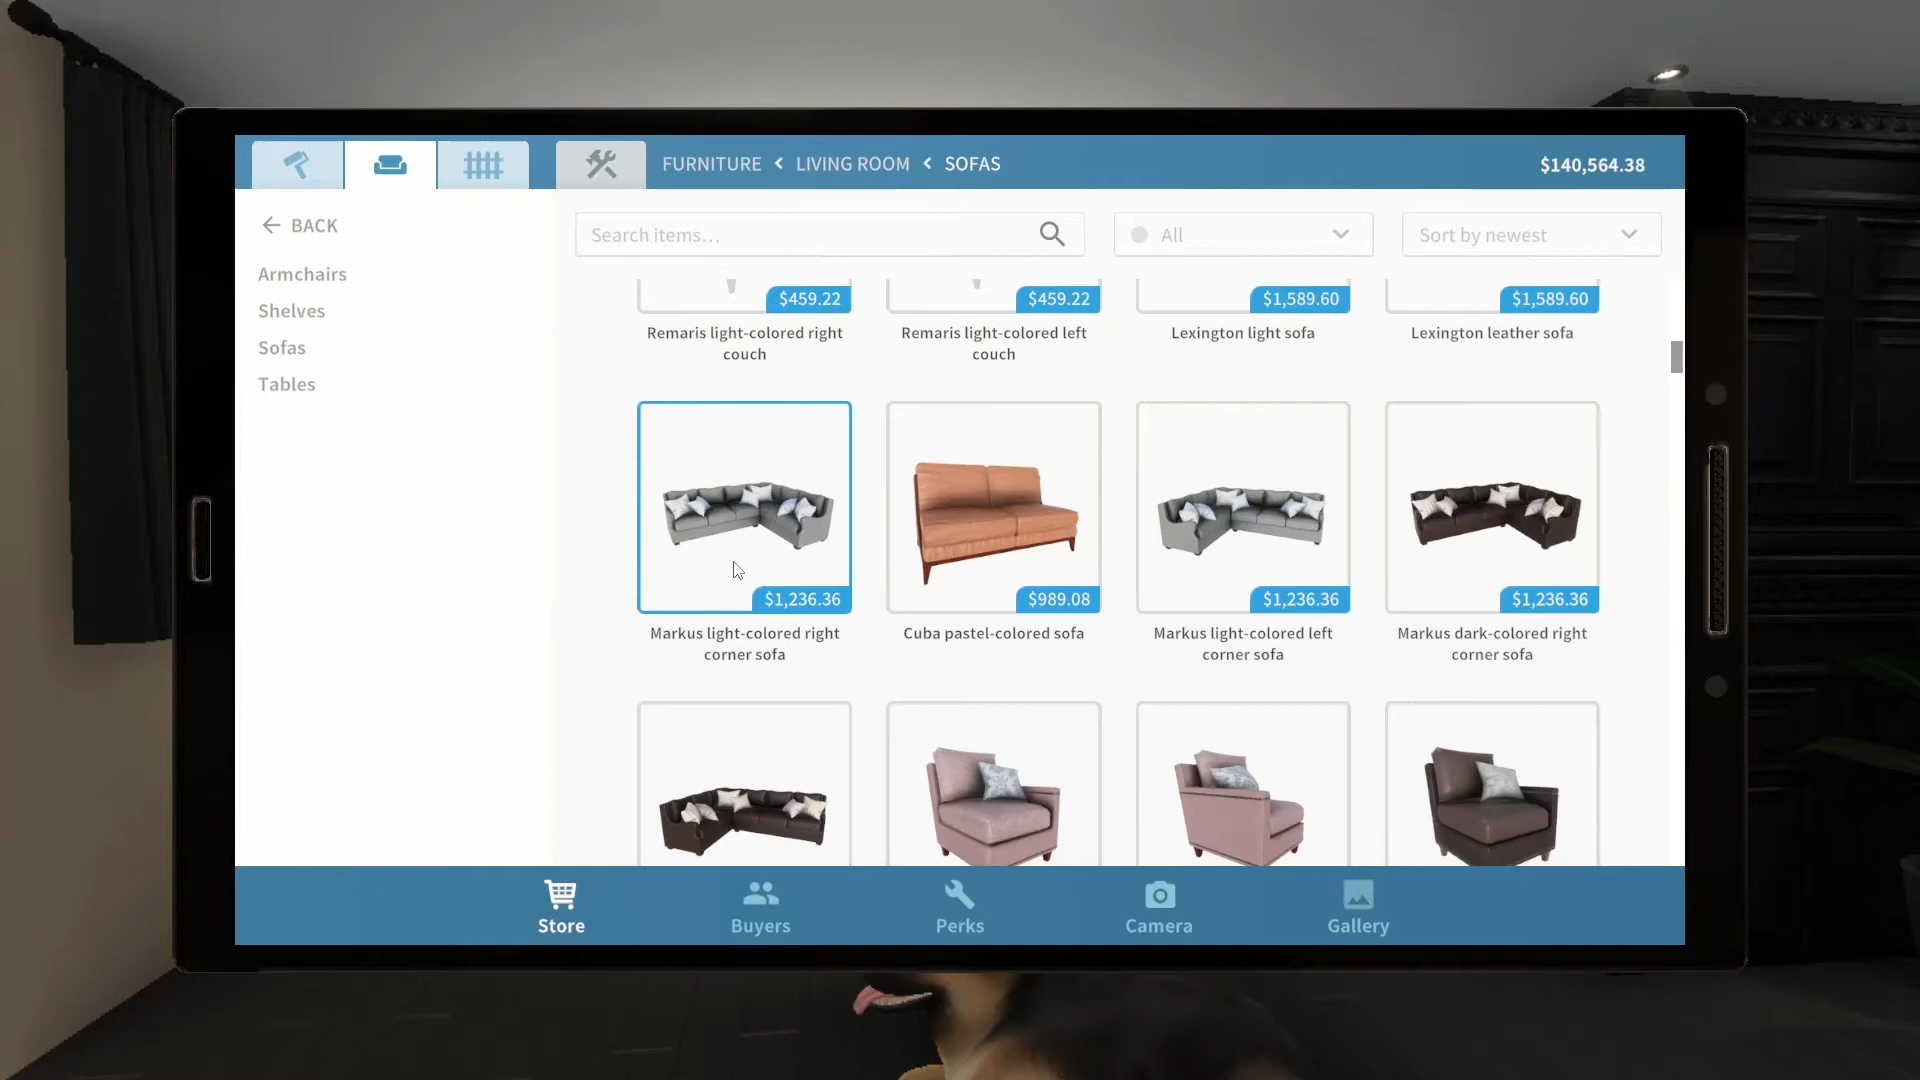 FURNITURE < LIVING ROOM < SOFAS
$140,564.38
BACK
Armchairs
Shelves
Sofas
Tables
Search items...
All
Sort by newest
$459.22
$459.22
$1,589.60
$1,589.60
Remaris light-colored right
couch
Remaris light-colored left
couch
Lexington light sofa
Lexington leather sofa
$1,236.36
$989.08
$1,236.36
$1,236.36
Markus light-colored right
corner sofa
Cuba pastel-colored sofa
Markus light-colored left
corner sofa
Markus dark-colored right
corner sofa
Store
Buyers
Perks
Camera
Gallery